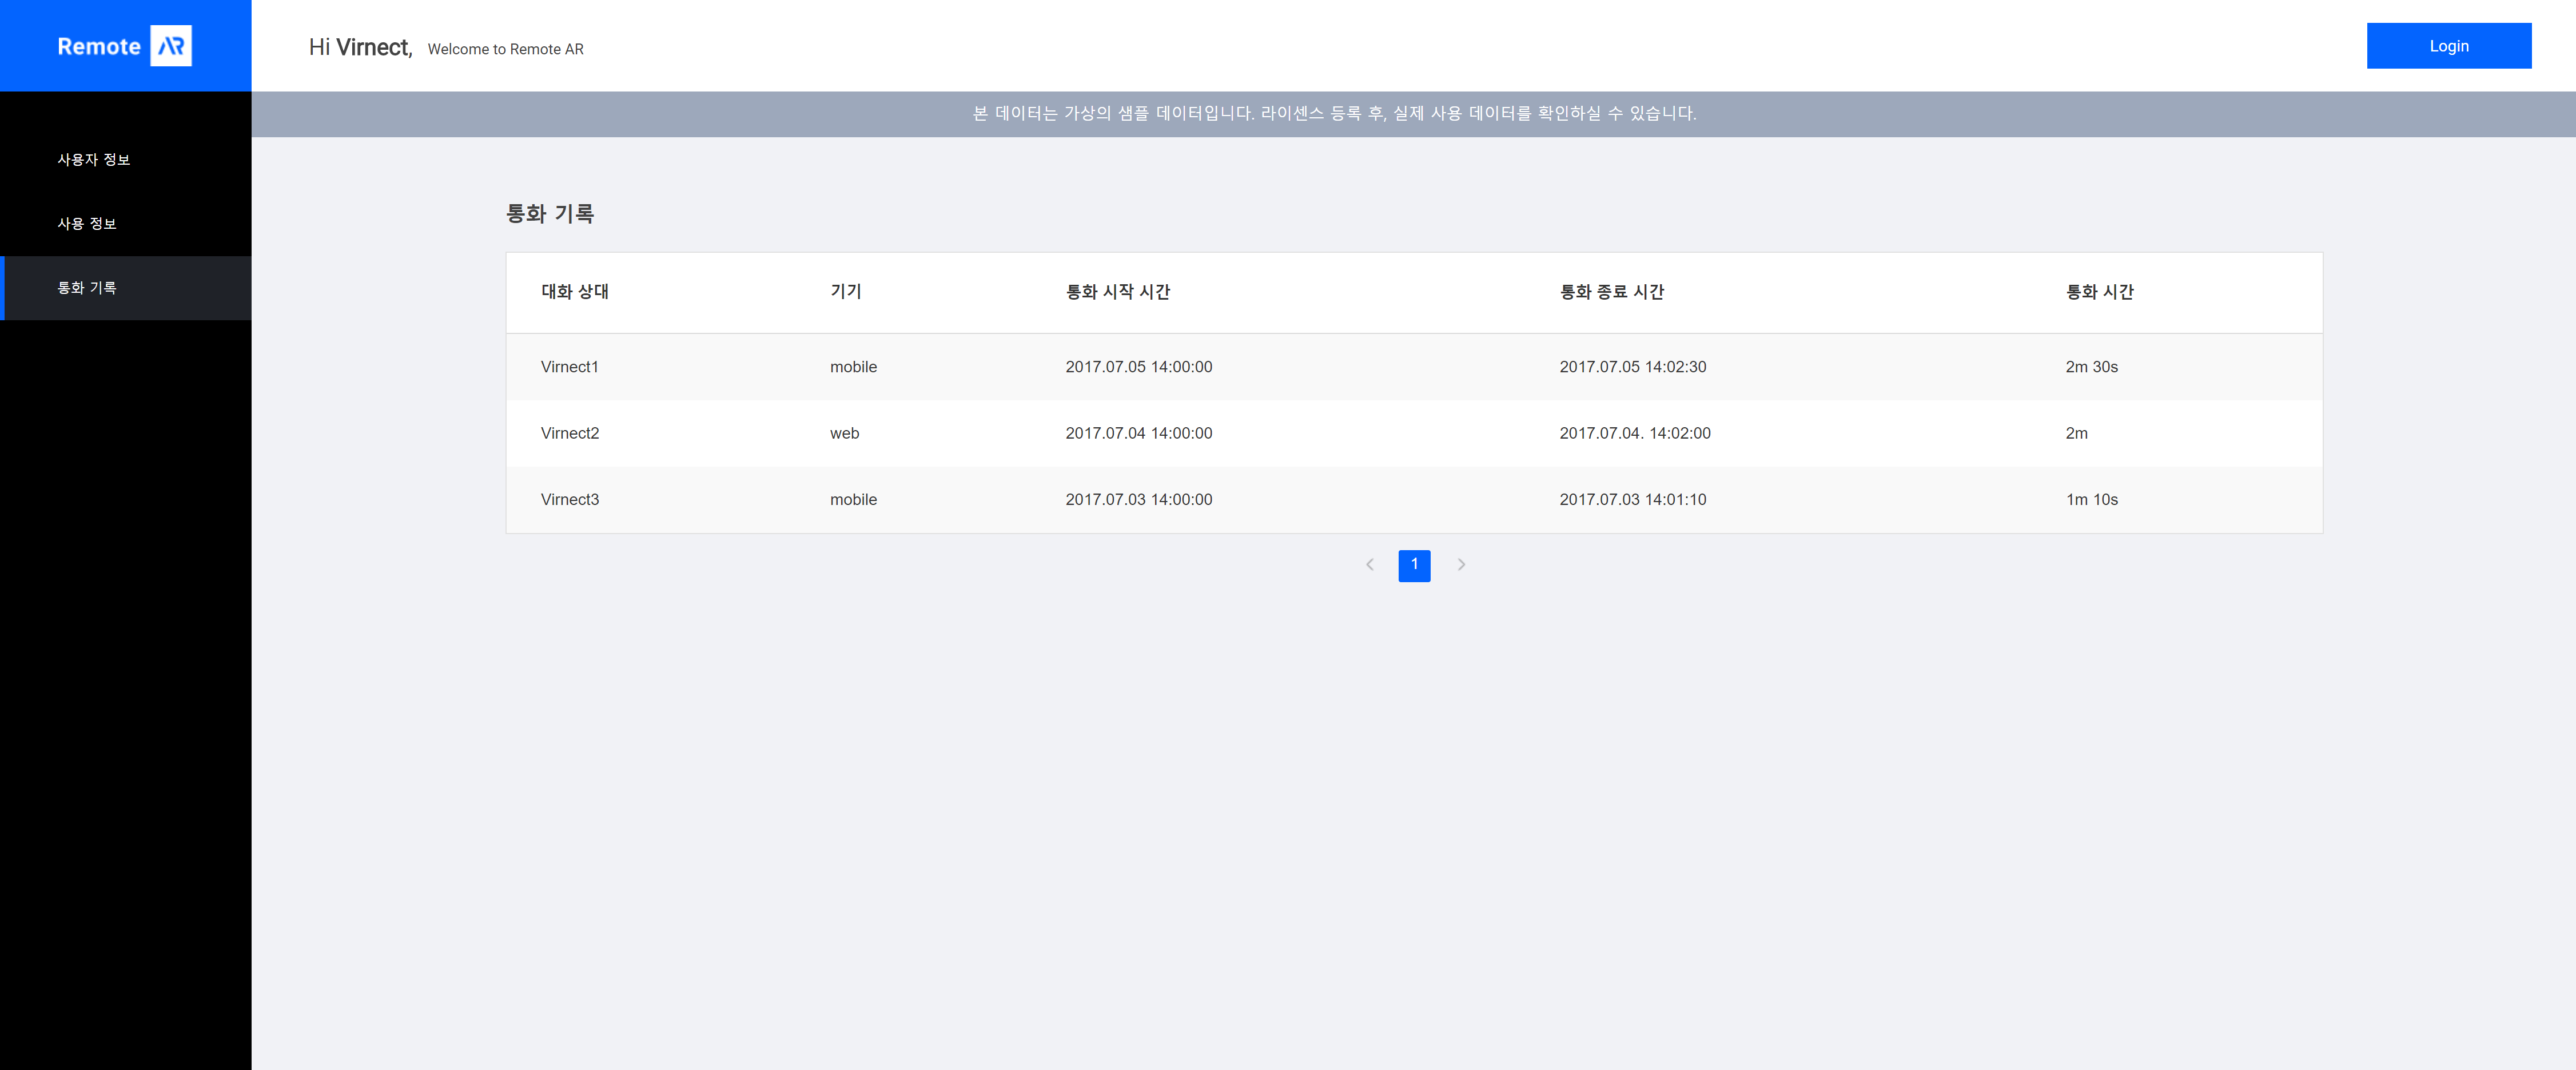 Remote AR
Hi Virnect, Welcome to Remote AR
Login
본 데이터는 가상의 샘플 데이터입니다. 라이센스 등록 후, 실제 사용 데이터를 확인하실 수 있습니다.
사용자 정보
사용 정보
통화 기록
통화 기록
대화 상대 기기 통화 시작 시간 통화 종료 시간 통화 시간
Virnect1 mobile 2017.07.05 14:00:00 2017.07.05 14:02:30 2m 30s
Virnect2 web 2017.07.04 14:00:00 2017.07.04. 14:02:00 2m
Virnect3 mobile 2017.07.03 14:00:00 2017.07.03 14:01:10 1m 10s
1